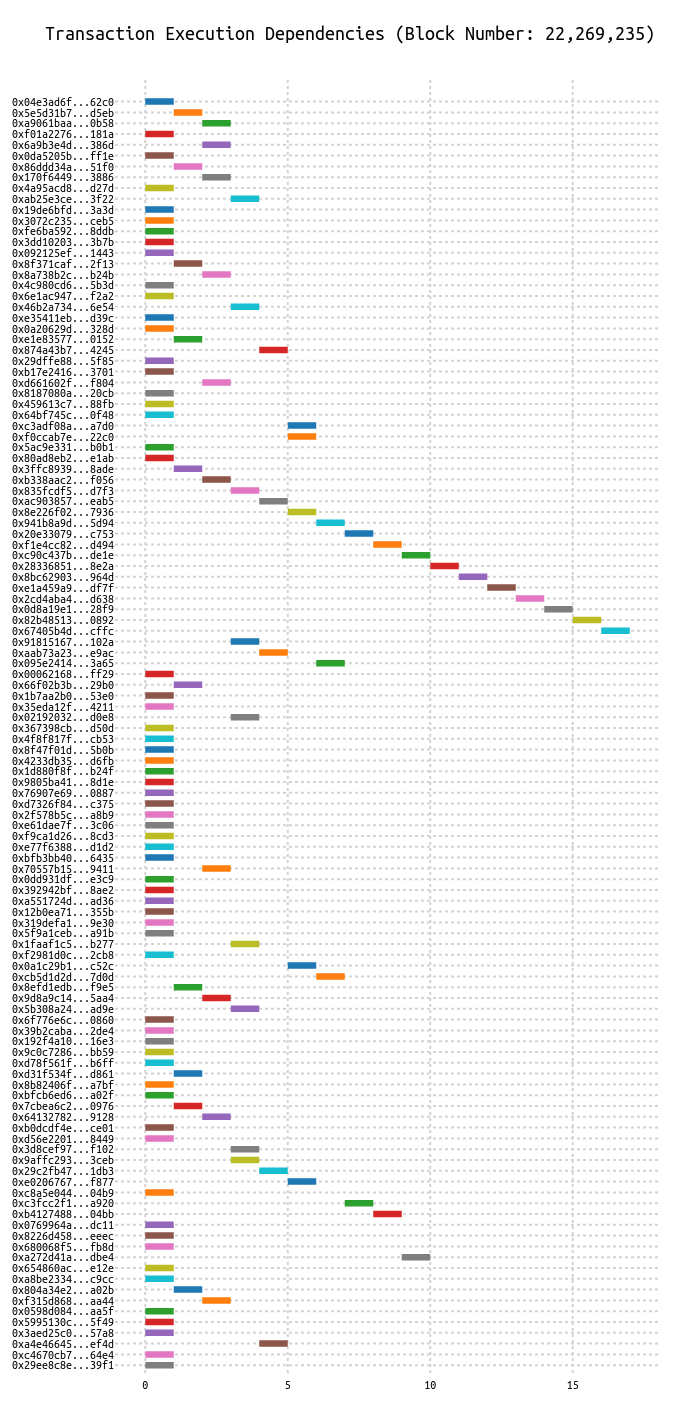 Transaction Execution Dependencies (Block Number: 22,269,235)
0x04e3ad6f...62c0
0x5e5d31b7...d5eb
0xa9061baa...0b58
0xf01a2276...181a
0x6a9b3e4d...386d
0x0da5205b...ff1e
0x86ddd34a...51f0
0x170f6449...3886
0x4a95acd8...d27d
0xab25e3ce...3f22
0x19de6bfd...3a3d
0x3072c235...ceb5
0xfe6ba592...8ddb
0x3dd10203...3b7b
0x092125ef...1443
0x8f371caf...2f13
0x8a738b2c...b24b
0x4c980cd6...5b3d
0x6e1ac947...f2a2
0x46b2a734...6e54
0xe35411eb...d39c
0x0a20629d...328d
0xe1e83577...0152
0x874a43b7...4245
0x29dffe88...5f85
0xb17e2416...3701
0xd661602f...f804
0x8187080a...20cb
0x459613c7...88fb
0x64bf745c...0f48
0xc3adf08a...a7d0
0xf0ccab7e...22c0
0x5ac9e331...b0b1
0x80ad8eb2...e1ab
0x3ffc8939...8ade
0xb338aac2...f056
0x835fcdf5...d7f3
0xac903857...eab5
0x8e226f02...7936
0x941b8a9d...5d94
0x20e33079...c753
0xf1e4cc82...d494
0xc90c437b...de1e
0x28336851...8e2a
0x8bc62903...964d
0xe1a459a9...df7f
0x2cd4aba4...d638
0x0d8a19e1...28f9
0x82b48513...0892
0x67405b4d...cffc
0x91815167...102a
0xaab73a23...e9ac
0x095e2414...3a65
0x00062168...ff29
0x66f02b3b...29b0
0x1b7aa2b0...53e0
0x35eda12f...4211
0x02192032...d0e8
0x367398cb...d50d
0x4f8f817f...cb53
0x8f47f01d...5b0b
0x4233db35...d6fb
0x1d880f8f...b24f
0x9805ba41...8d1e
0x76907e69...0887
0xd7326f84...c375
0x2f578b5c...a8b9
0xe61dae7f...3c06
0xf9ca1d26...8cd3
0xe77f6388...d1d2
0xbfb3bb40...6435
0x70557b15...9411
0x0dd931df...e3c9
0x392942bf...8ae2
0xa551724d...ad36
0x12b0ea71...355b
0x319defa1...9e30
0x5f9a1ceb...a91b
0x1faaf1c5...b277
0xf2981d0c...2cb8
0x0a1c29b1...c52c
0xcb5d1d2d...7d0d
0x8efd1edb...f9e5
0x9d8a9c14...5aa4
0x5b308a24...ad9e
0x6f776e6c...0860
0x39b2caba...2de4
0x192f4a10...16e3
0x9c0c7286...bb59
0xd78f561f...b6ff
0xd31f534f...d861
0x8b82406f...a7bf
0xbfcb6ed6...a02f
0x7cbea6c2...0976
0x64132782...9128
0xb0dcdf4e...ce01
0xd56e2201...8449
0x3d8cef97...f102
0x9affc293...3ceb
0x29c2fb47...1db3
0xe0206767...f877
0xc8a5e044...04b9
0xc3fcc2f1...a920
0xb4127488...04bb
0x0769964a...dc11
0x8226d458...eeec
0x680068f5...fb8d
0xa272d41a...dbe4
0x654860ac...e12e
0xa8be2334...c9cc
0x804a34e2...a02b
0xf315d868...aa44
0x0598d084...aa5f
0x5995130c...5f49
0x3aed25c0...57a8
0xa4e46645...ef4d
0xc4670cb7...64e4
0x29ee8c8e...39f1
0 5 10 15